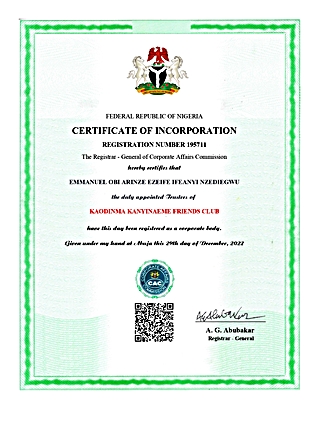 FEDERAL REPUBLIC OF NIGERIA
CERTIFICATE OF INCORPORATION
REGISTRATION NUMBER 195711
The Registrar - General of Corporate Affairs Commission
hereby certifies that
EMMANUEL OBI ARINZE EZEIFE IFEANYI NZEDIEGWU
the duly appointed Trustees of
KAODINMA KANYINAEME FRIENDS CLUB
have this day been registered as a corporate body.
Given under my hand at Abuja this 29th day of December, 2022
CAC
A. G. Abubakar
Registrar - General